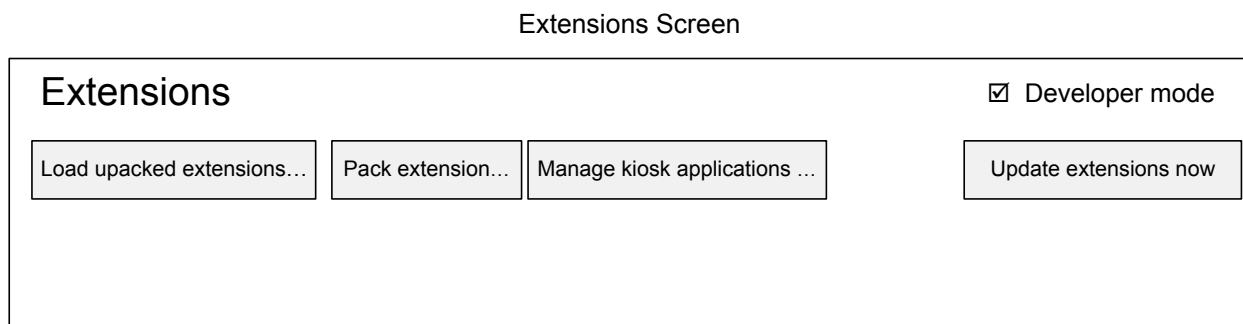 Extensions Screen
Extensions
☑ Developer mode
Load upacked extensions…
Pack extension…
Manage kiosk applications …
Update extensions now